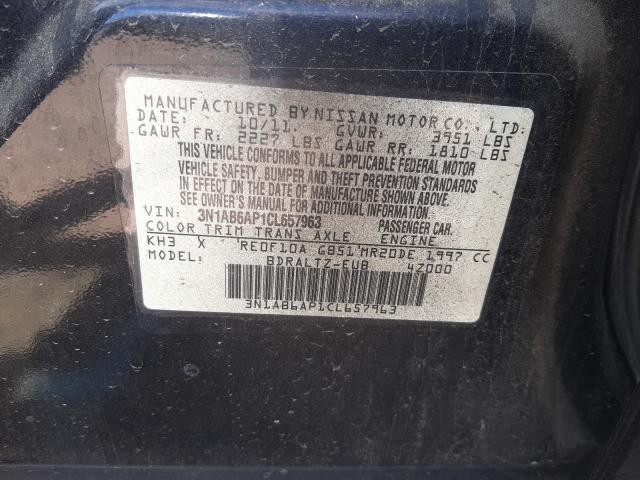 MANUFACTURED BY NISSAN MOTOR CO., LTD.
DATE: 10/11. GVWR: 3951 LBS
GAWR FR: 2227 LBS GAWR RR: 1810 LBS
THIS VEHICLE CONFORMS TO ALL APPLICABLE FEDERAL MOTOR
VEHICLE SAFETY, BUMPER AND THEFT PREVENTION STANDARDS
IN EFFECT ON THE DATE OF MANUFACTURE SHOWN ABOVE.
SEE OWNER'S MANUAL FOR ADDITIONAL INFORMATION.
VIN: 3N1AB6AP1CL657963 PASSENGER CAR.
COLOR TRIM TRANS AXLE ENGINE
KH3 X RE0F10A GB51 MR20DE 1997 CC
MODEL: BDRALTZ-EUB 4Z000
3N1AB6AP1CL657963